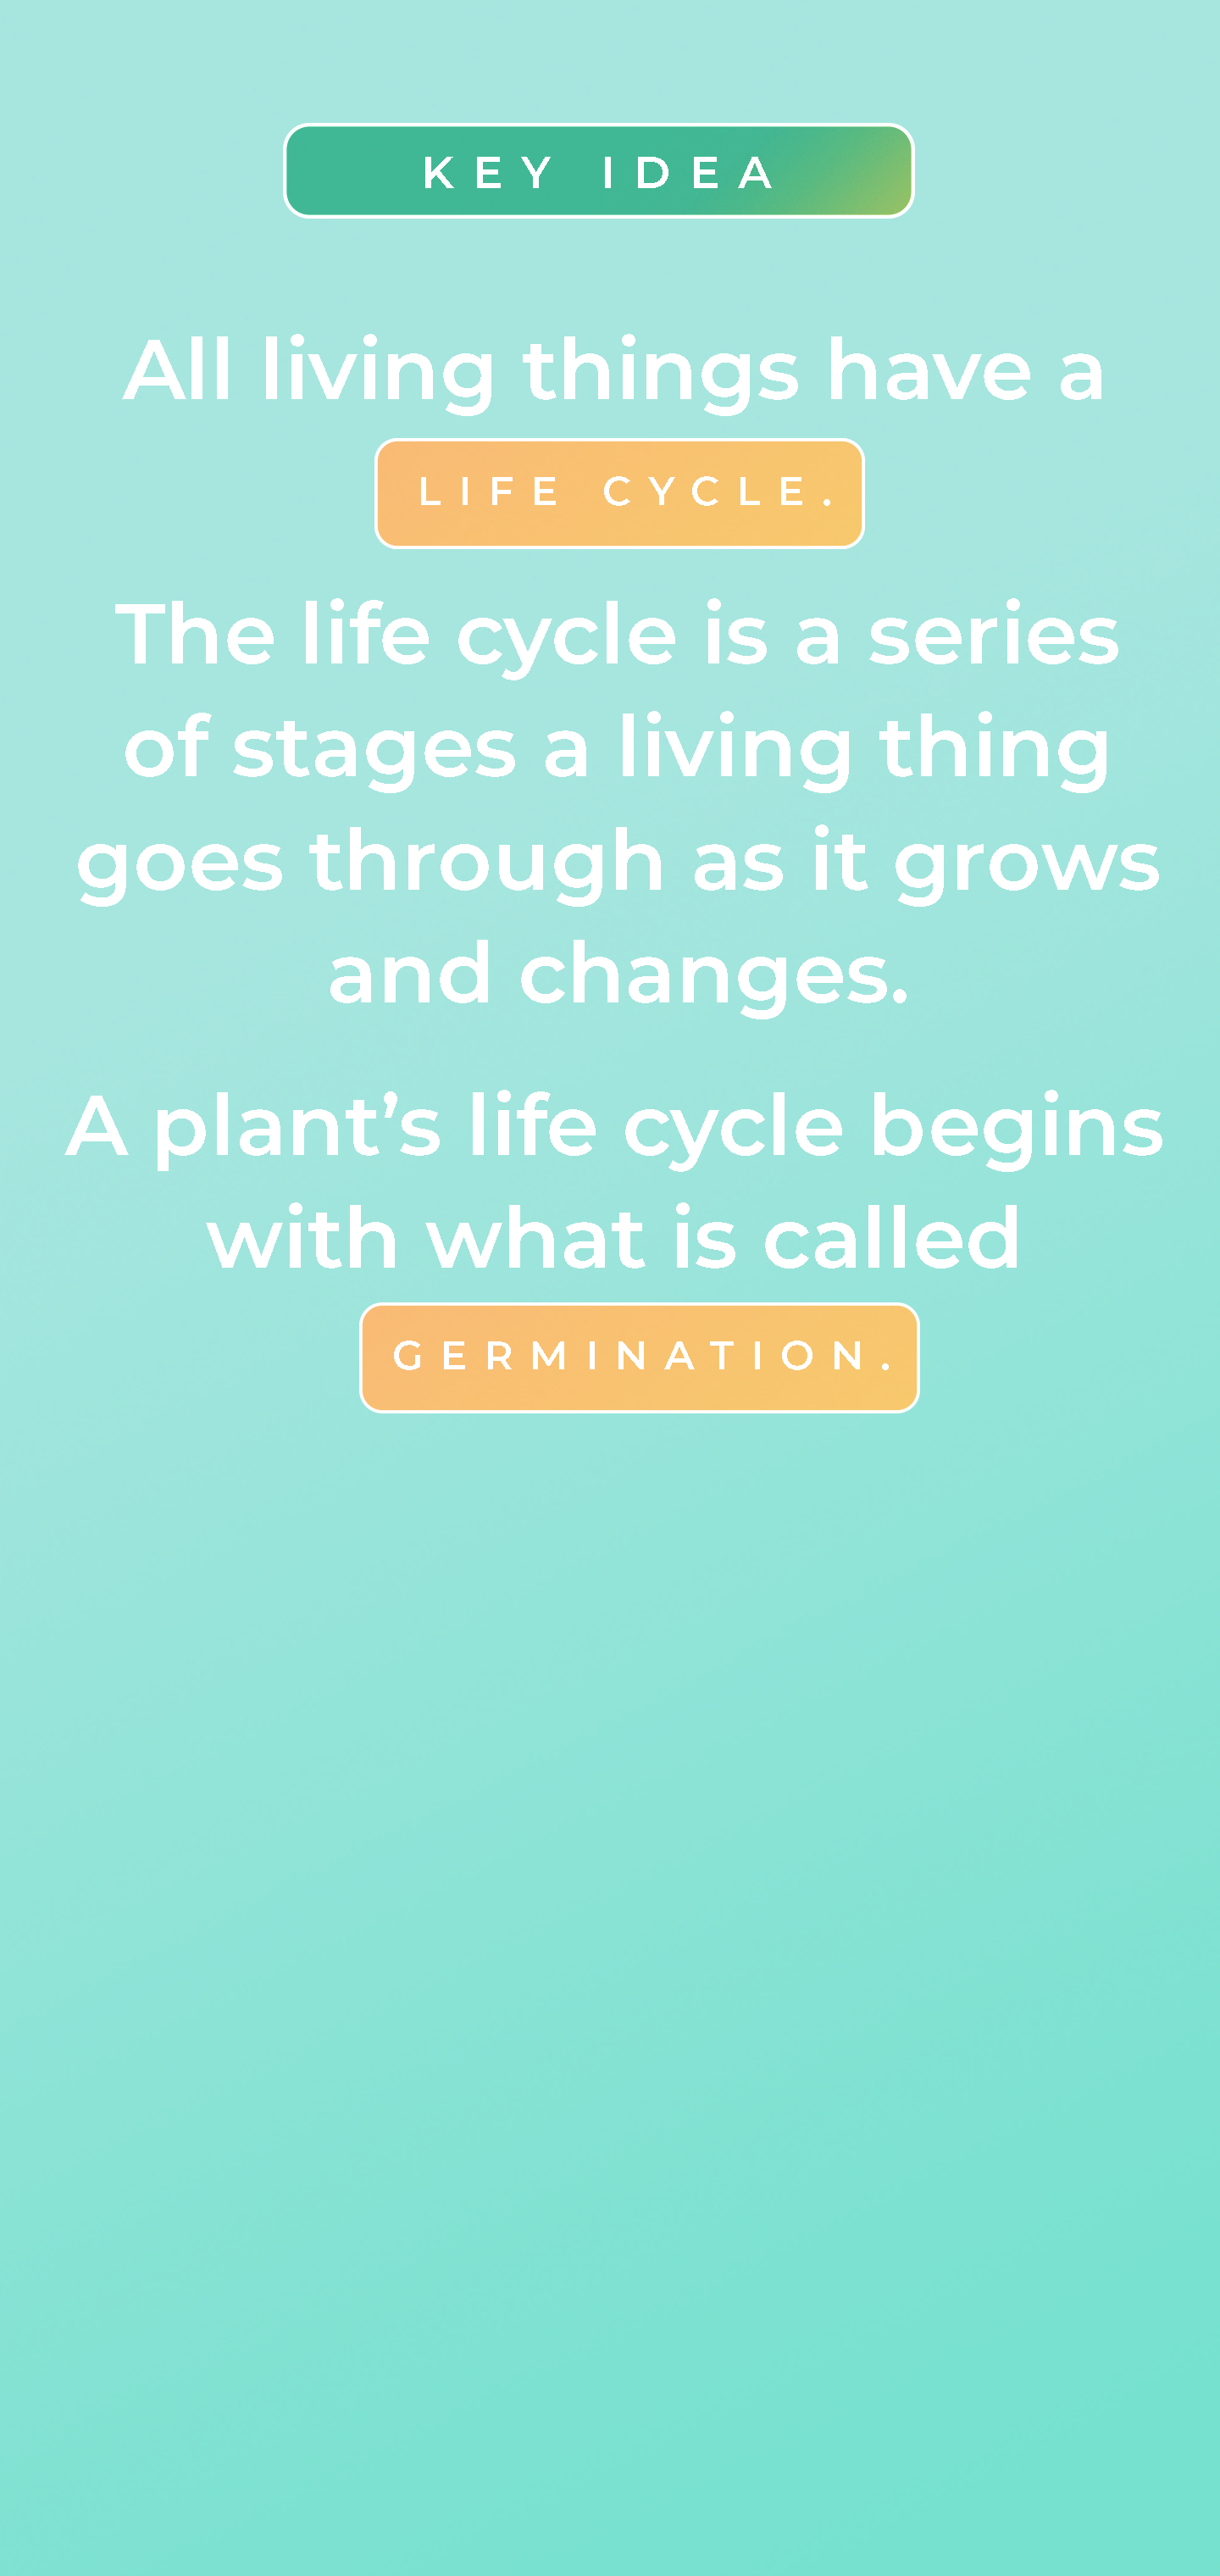 KEY IDEA
All living things have a
LIFE CYCLE.
The life cycle is a series
of stages a living thing
goes through as it grows
and changes.
A plant’s life cycle begins
with what is called
GERMINATION.